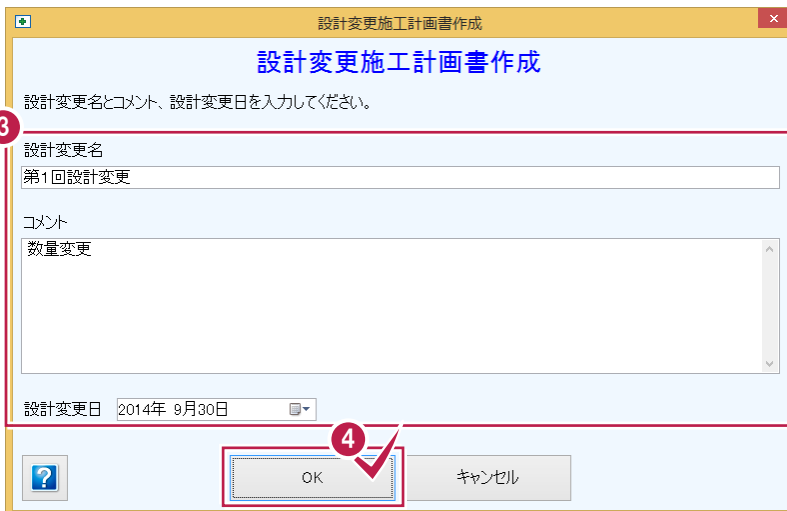 設計変更施工計画書作成
設計変更施工計画書作成
設計変更名とコメント、設計変更日を入力してください。
3
設計変更名
第1回設計変更
コメント
数量変更
設計変更日 2014年 9月30日
4
? OK キャンセル